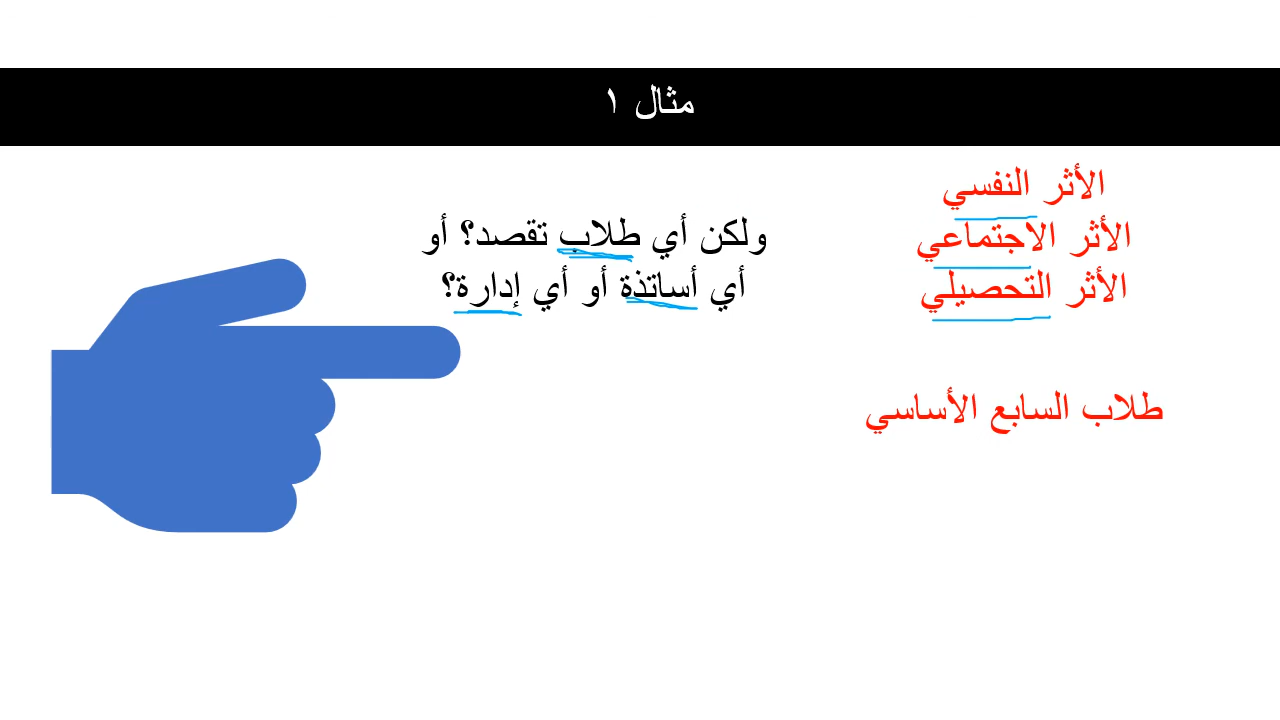 مثال ١
الأثر النفسي
الأثر الاجتماعي
الأثر التحصيلي
طلاب السابع الأساسي
ولكن أي طلاب تقصد؟ أو
أي أساتذة أو أي إدارة؟